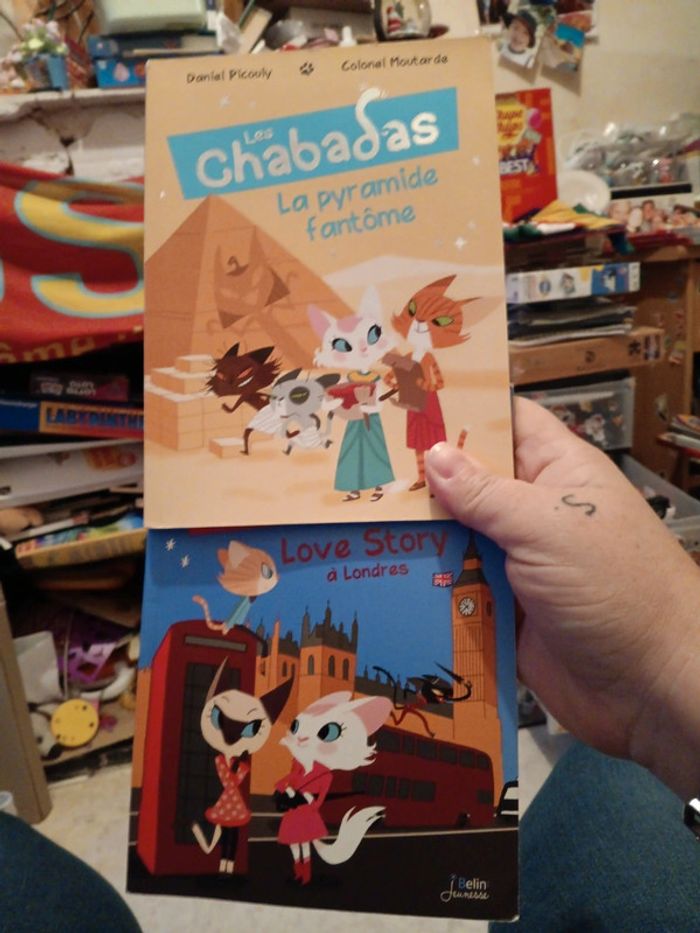 Daniel Picouly
Colonel Moutarde
Les
Chabadas
La pyramide
fantôme
LABYRINTHE
Love Story
à Londres
Belin
Jeunesse